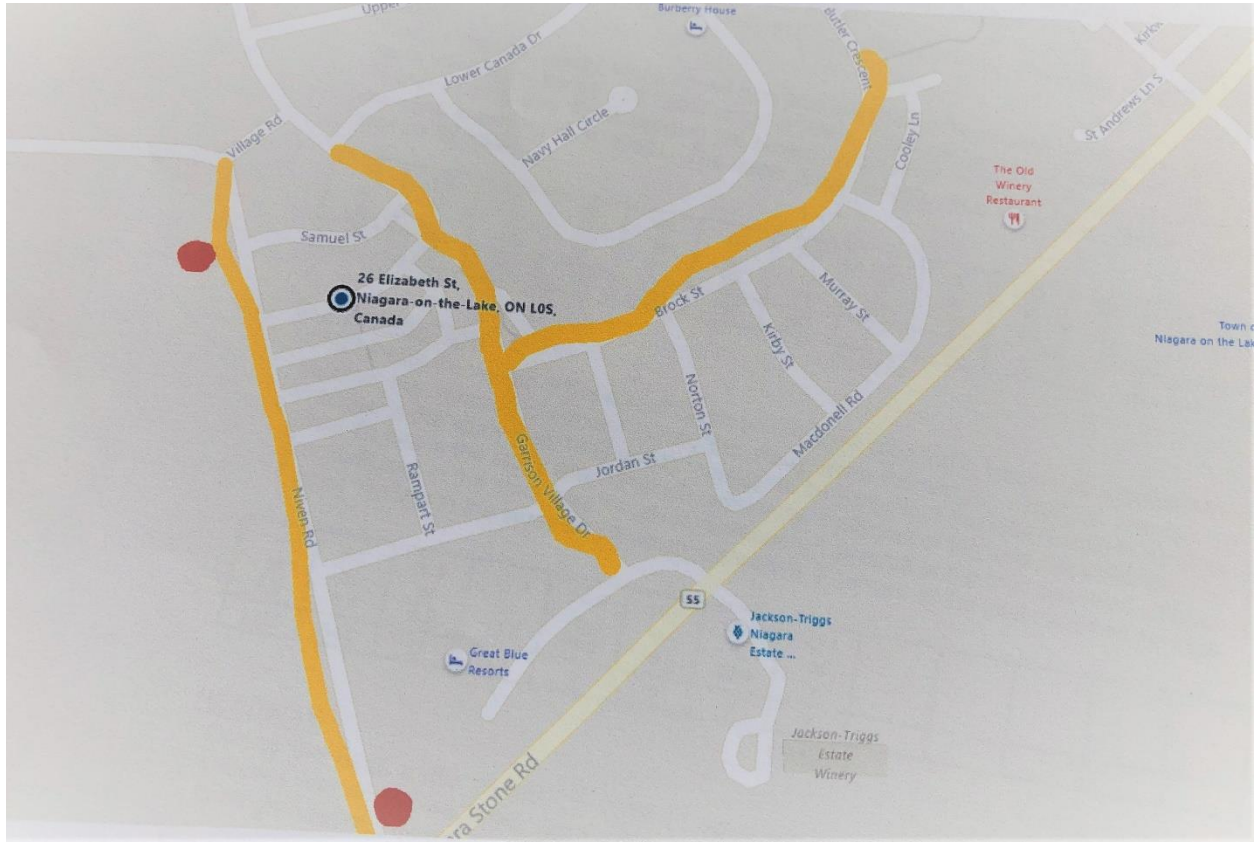 Upper
Burberry House
Butler Crescent
Lower Canada Dr
Navy Hall Circle
Village Rd
Cooley Ln
St Andrews Ln S
The Old
Winery
Restaurant
Samuel St
26 Elizabeth St,
Niagara-on-the-Lake, ON L0S,
Canada
Brock St
Murray St
Kirby St
Norton St
Macdonell Rd
Niagara on the Lak
Town o
Jordan St
Garrison Village Dr
Rampart St
Niven Rd
55
Jackson-Triggs
Niagara
Estate ...
Great Blue
Resorts
Jackson-Triggs
Estate
Winery
ra Stone Rd